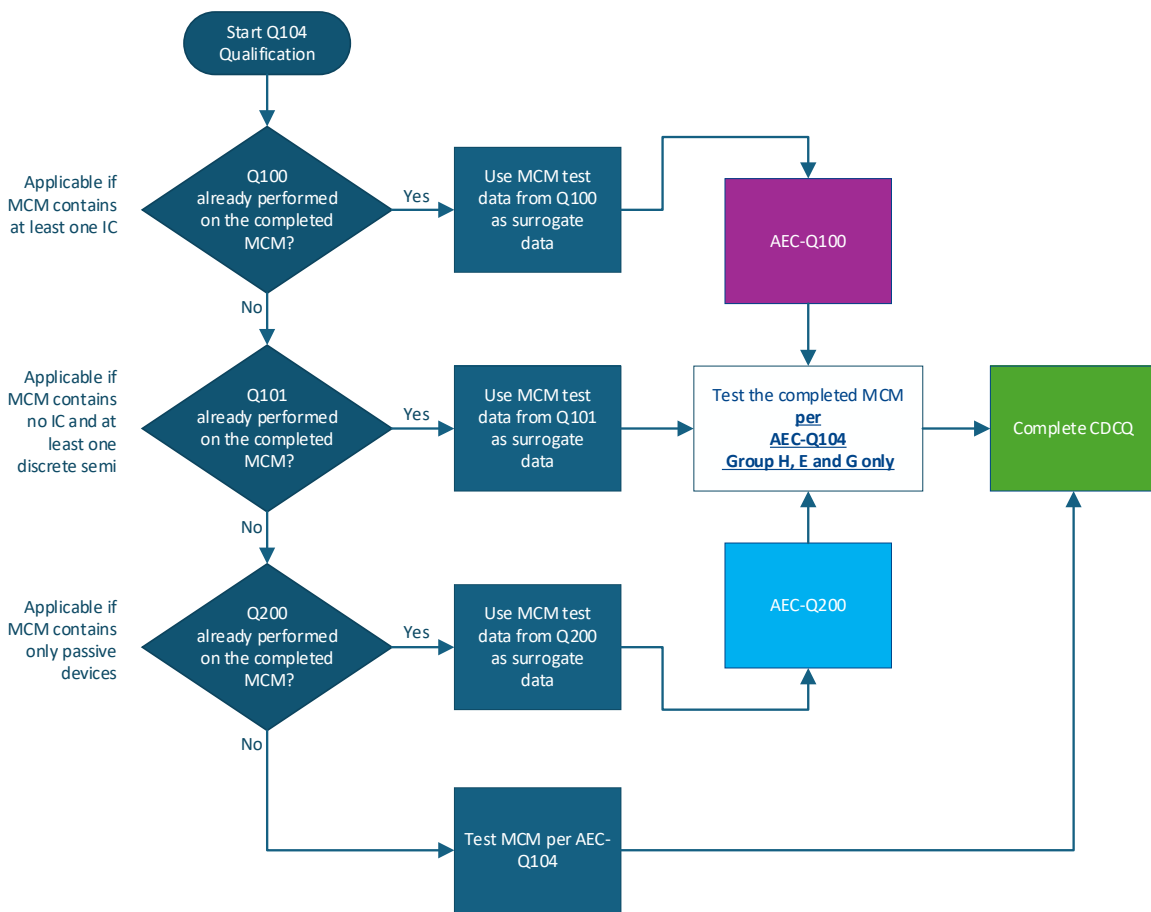 Start Q104
Qualification
Applicable if
MCM contains
at least one IC
Q100
already performed
on the completed
MCM?
Yes
Use MCM test
data from Q100
as surrogate
data
AEC-Q100
No
Applicable if
MCM contains
no IC and at
least one
discrete semi
Q101
already performed
on the completed
MCM?
Yes
Use MCM test
data from Q101
as surrogate
data
Test the completed MCM
per
AEC-Q104
Group H, E and G only
Complete CDCQ
No
Applicable if
MCM contains
only passive
devices
Q200
already performed
on the completed
MCM?
Yes
Use MCM test
data from Q200
as surrogate
data
AEC-Q200
No
Test MCM per AEC-
Q104